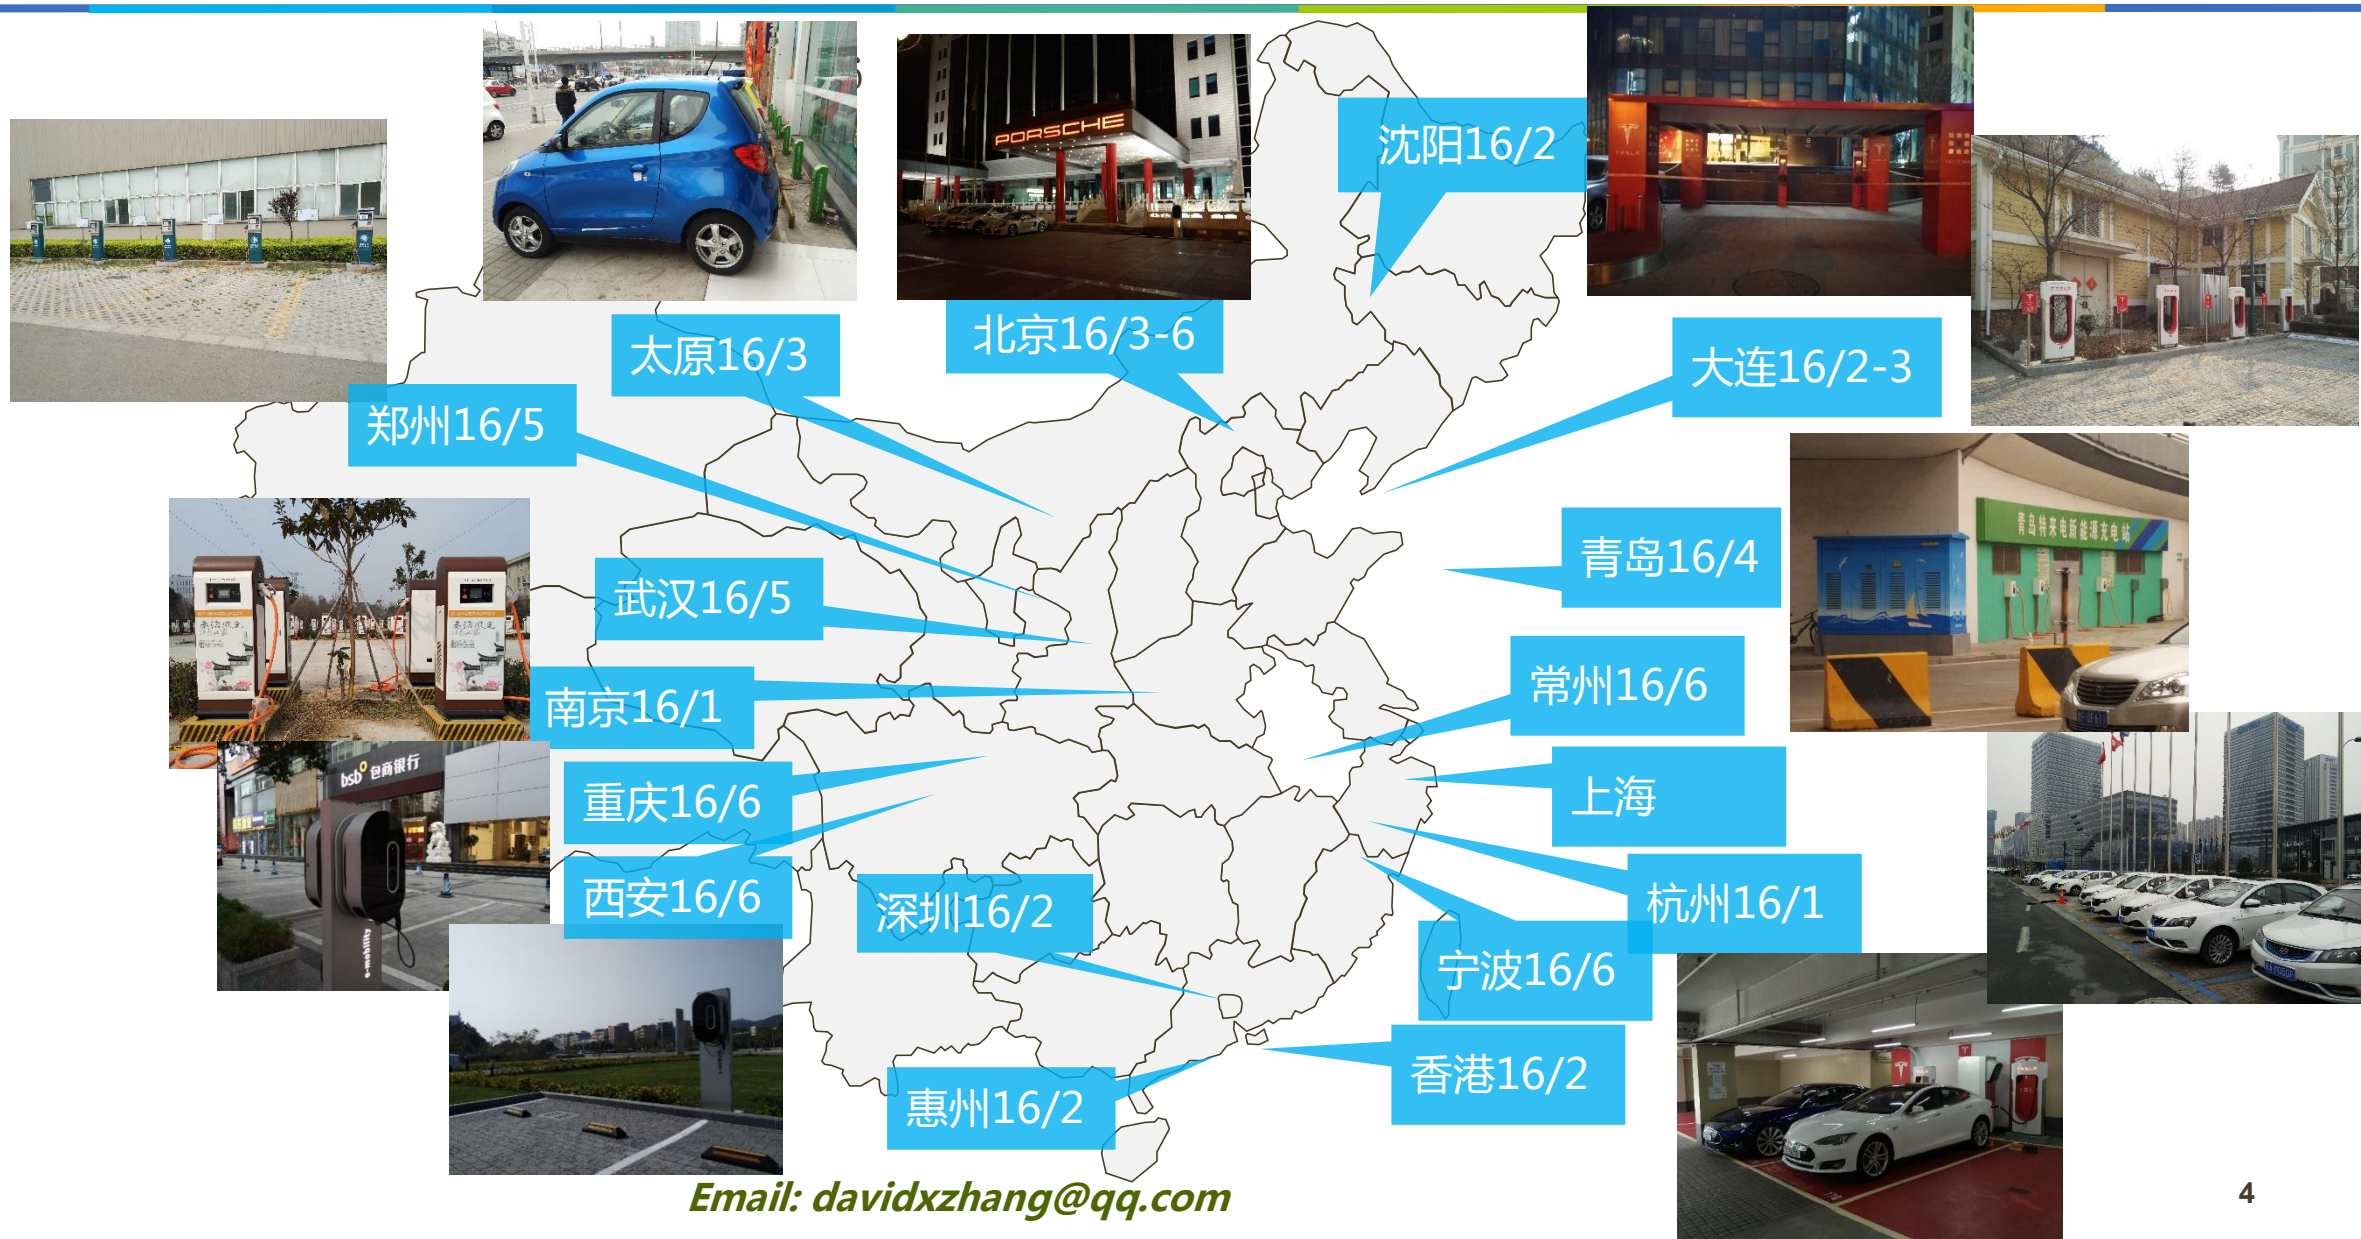 PORSCHE
沈阳16/2
TESLA
太原16/3
北京16/3-6
大连16/2-3
郑州16/5
青岛特来电新能源充电站
青岛16/4
武汉16/5
常州16/6
南京16/1
bsb 包商银行
重庆16/6
上海
西安16/6
深圳16/2
杭州16/1
e-mobility
宁波16/6
香港16/2
惠州16/2
Email: davidxzhang@qq.com
4